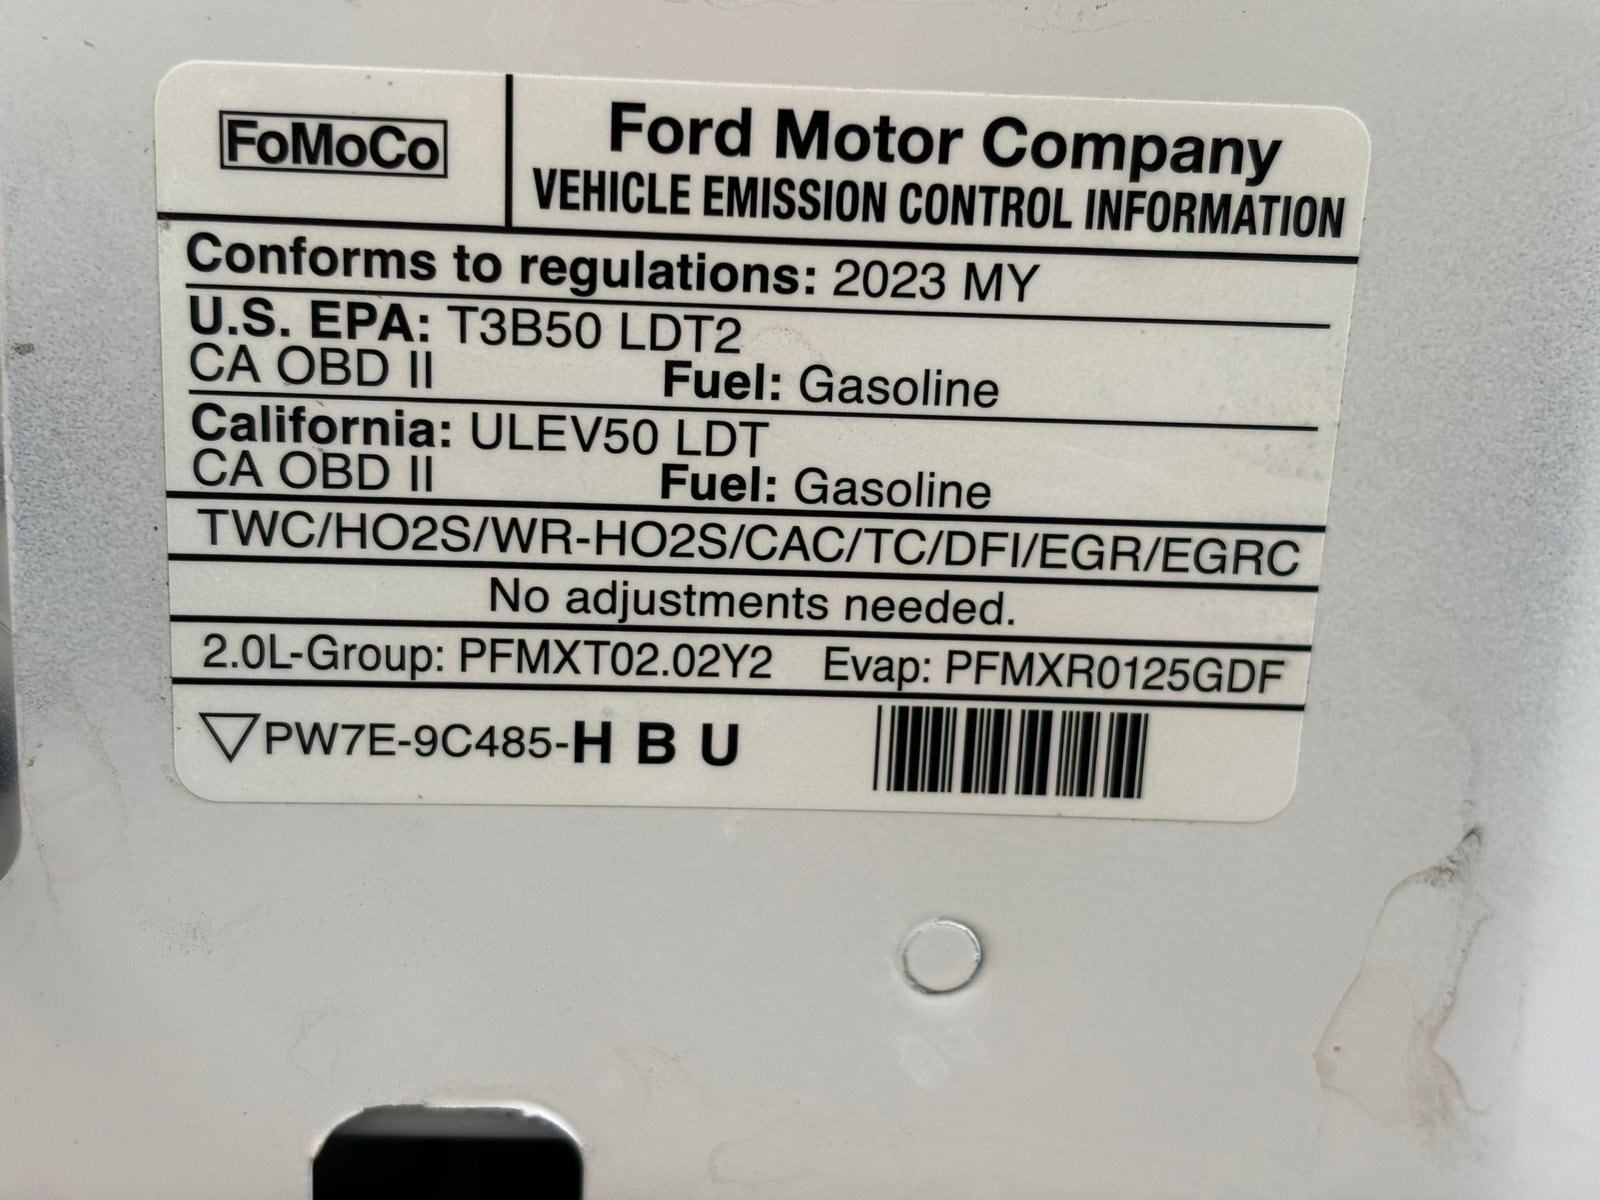 FoMoCo
Ford Motor Company
VEHICLE EMISSION CONTROL INFORMATION
Conforms to regulations: 2023 MY
U.S. EPA: T3B50 LDT2
CA OBD II Fuel: Gasoline
California: ULEV50 LDT
CA OBD II Fuel: Gasoline
TWC/HO2S/WR-HO2S/CAC/TC/DFI/EGR/EGRC
No adjustments needed.
2.0L-Group: PFMXT02.02Y2 Evap: PFMXR0125GDF
PW7E-9C485-H B U